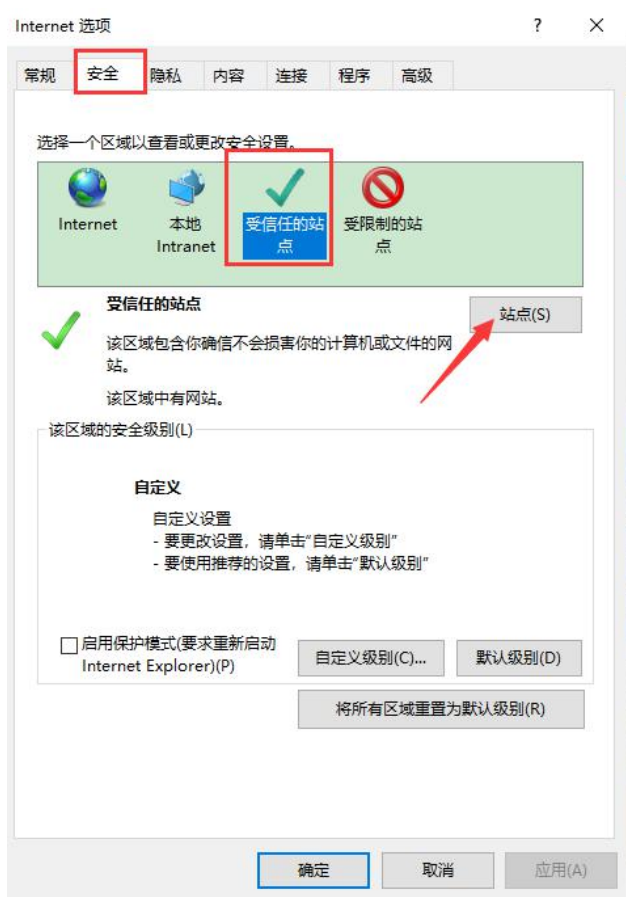 Internet 选项
?
常规 安全 隐私 内容 连接 程序 高级
选择一个区域以查看或更改安全设置。
Internet
本地
Intranet
受信任的站
点
受限制的站
点
受信任的站点
站点(S)
该区域包含你确信不会损害你的计算机或文件的网
站。
该区域中有网站。
该区域的安全级别(L)
自定义
自定义设置
- 要更改设置，请单击"自定义级别"
- 要使用推荐的设置，请单击"默认级别"
启用保护模式(要求重新启动
Internet Explorer)(P)
自定义级别(C)...
默认级别(D)
将所有区域重置为默认级别(R)
确定
取消
应用(A)